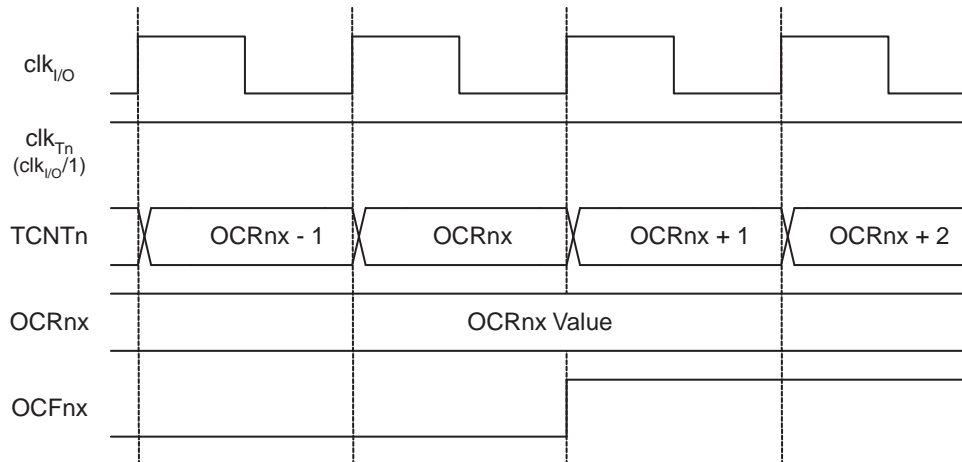 clkI/O
clkTn
(clkI/O/1)
TCNTn OCRnx - 1 OCRnx OCRnx + 1 OCRnx + 2
OCRnx OCRnx Value
OCFnx